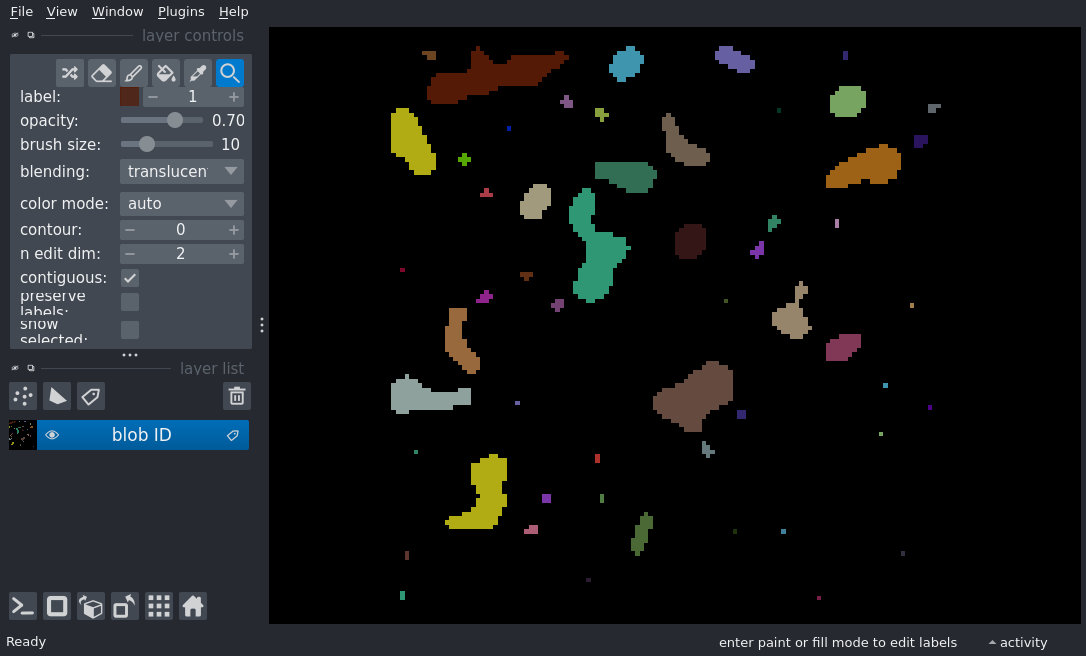 File View Window Plugins Help
layer controls
label: 1
opacity: 0.70
brush size: 10
blending: translucen
color mode: auto
contour: 0
n edit dim: 2
contiguous:
preserve
labels:
show
selected:
layer list
blob ID
Ready enter paint or fill mode to edit labels activity